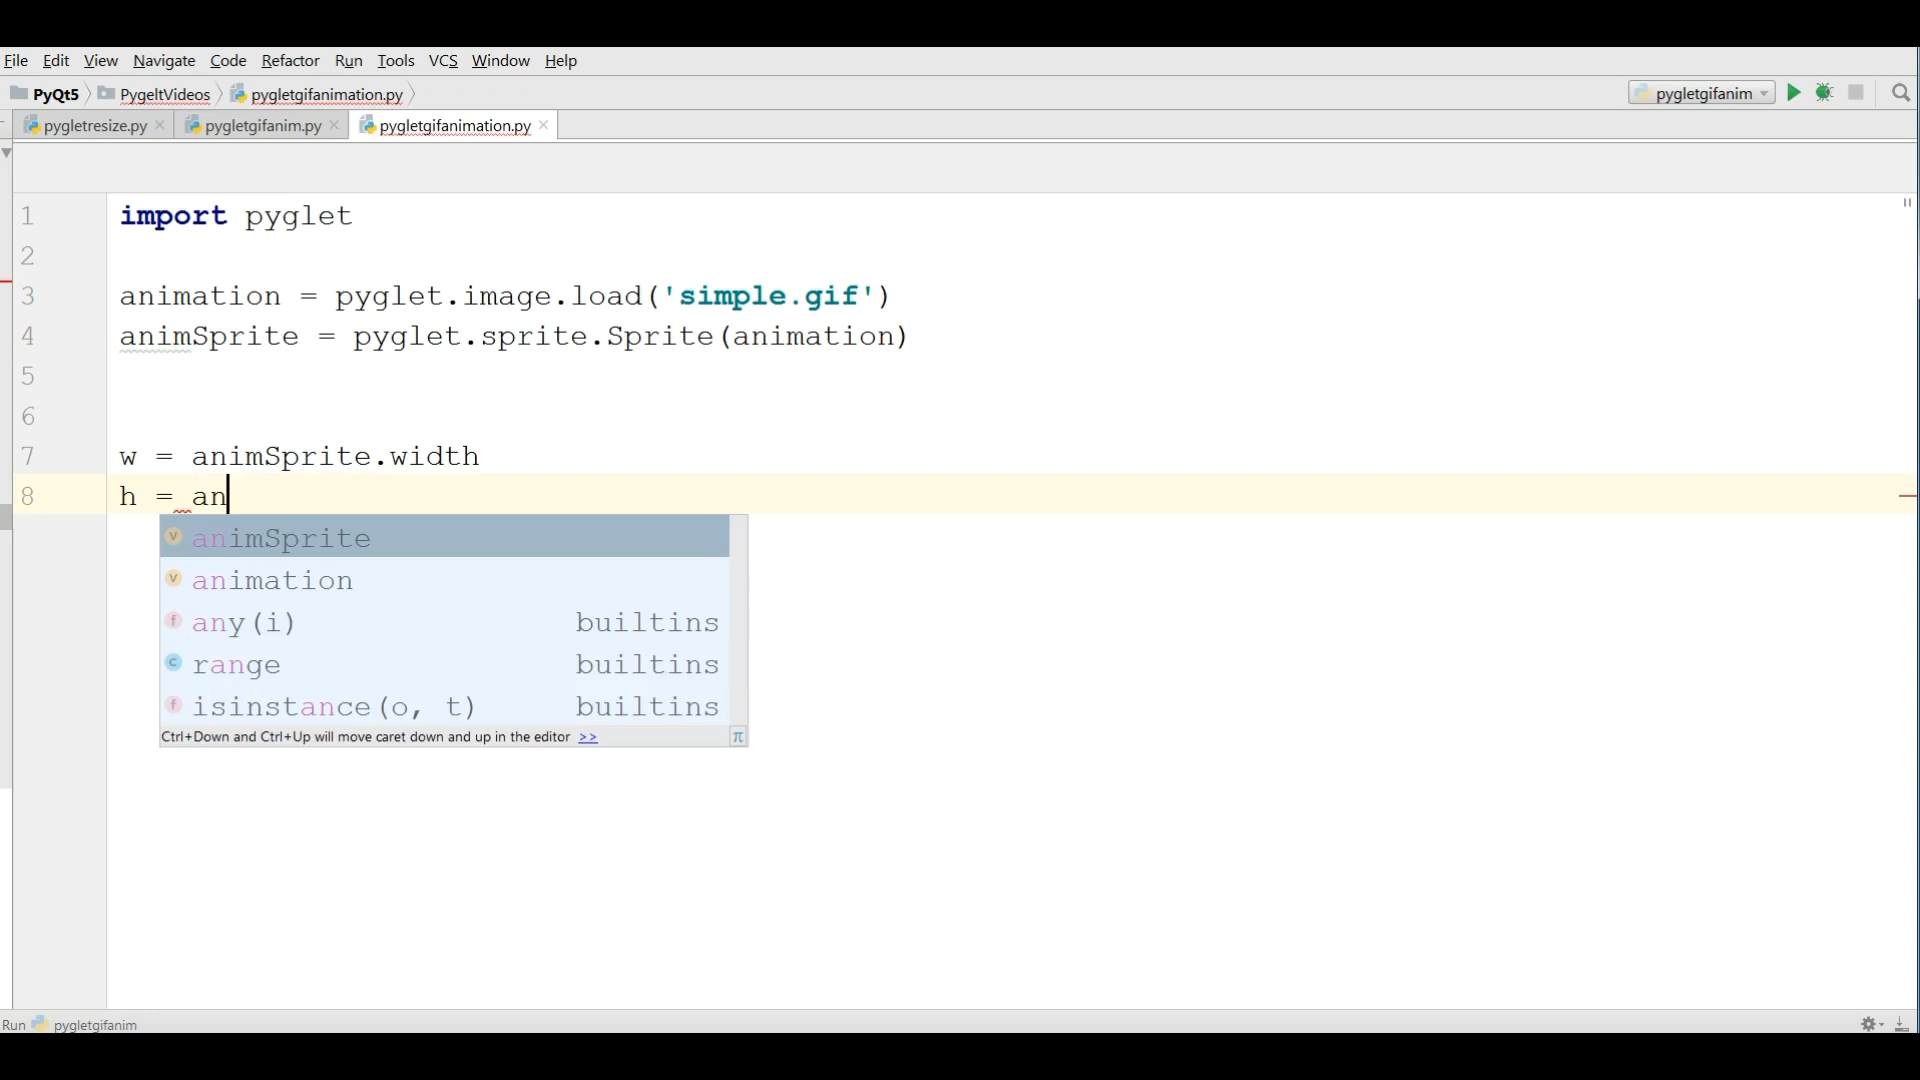 File Edit View Navigate Code Refactor Run Tools VCS Window Help
PyQt5 PygeltVideos pygletgifanimation.py pygletgifanim
pygletresize.py pygletgifanim.py pygletgifanimation.py
1 import pyglet
2
3 animation = pyglet.image.load('simple.gif')
4 animSprite = pyglet.sprite.Sprite(animation)
5
6
7 w = animSprite.width
8 h = an
v animSprite
v animation
f any(i) builtins
c range builtins
f isinstance(o, t) builtins
Ctrl+Down and Ctrl+Up will move caret down and up in the editor >> π
Run pygletgifanim